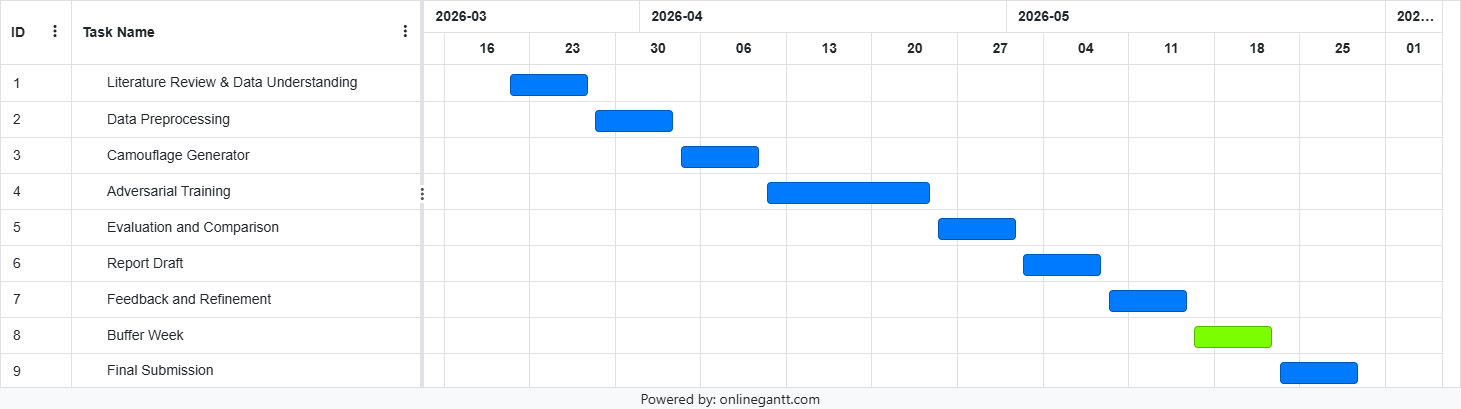 ID Task Name 2026-03 2026-04 2026-05 202...
16 23 30 06 13 20 27 04 11 18 25 01
1 Literature Review & Data Understanding
2 Data Preprocessing
3 Camouflage Generator
4 Adversarial Training
5 Evaluation and Comparison
6 Report Draft
7 Feedback and Refinement
8 Buffer Week
9 Final Submission
Powered by: onlinegantt.com